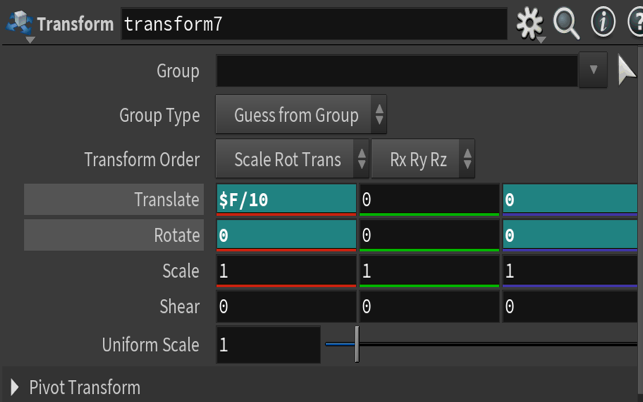 Transform transform7
Group
Group Type Guess from Group
Transform Order Scale Rot Trans Rx Ry Rz
Translate $F/10 0 0
Rotate 0 0 0
Scale 1 1 1
Shear 0 0 0
Uniform Scale 1
Pivot Transform